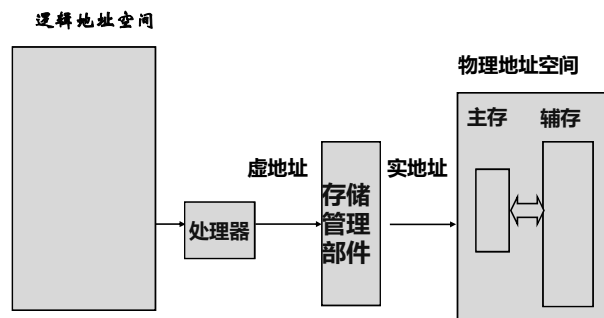 逻辑地址空间
物理地址空间
主存 辅存
虚地址
实地址
存储
管理
部件
处理器